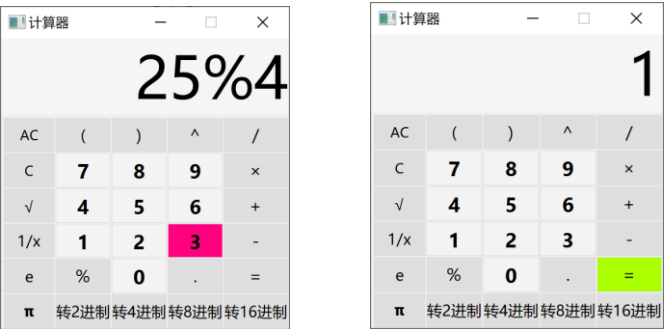 计算器
25%4
AC ( ) ^ /
C 7 8 9 ×
√ 4 5 6 +
1/x 1 2 3 -
e % 0 . =
π 转2进制 转4进制 转8进制 转16进制
计算器
1
AC ( ) ^ /
C 7 8 9 ×
√ 4 5 6 +
1/x 1 2 3 -
e % 0 . =
π 转2进制 转4进制 转8进制 转16进制